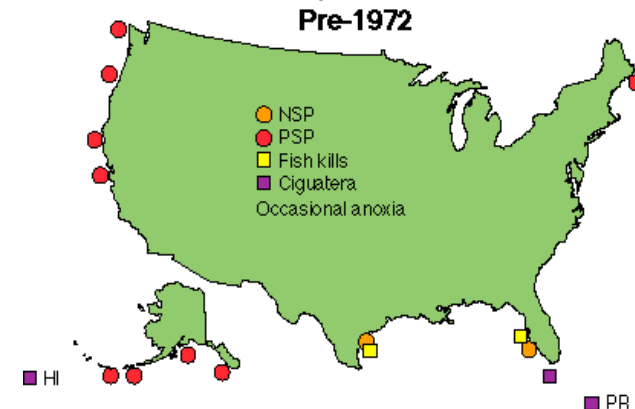 Pre-1972
NSP
PSP
Fish kills
Ciguatera
Occasional anoxia
HI
PR